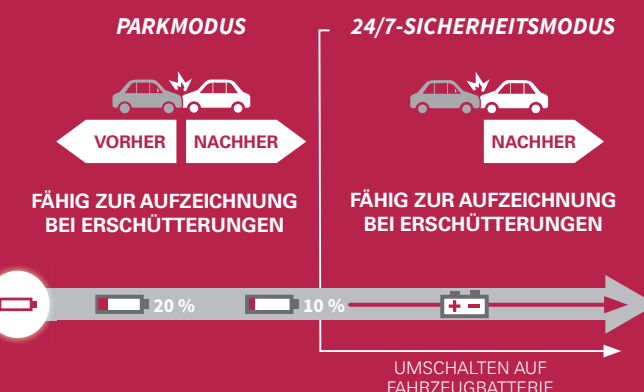 PARKMODUS
24/7-SICHERHEITSMODUS
VORHER
NACHHER
NACHHER
FÄHIG ZUR AUFZEICHNUNG
BEI ERSCHÜTTERUNGEN
FÄHIG ZUR AUFZEICHNUNG
BEI ERSCHÜTTERUNGEN
20 %
10 %
UMSCHALTEN AUF
FAHRZEUGBATTERIE